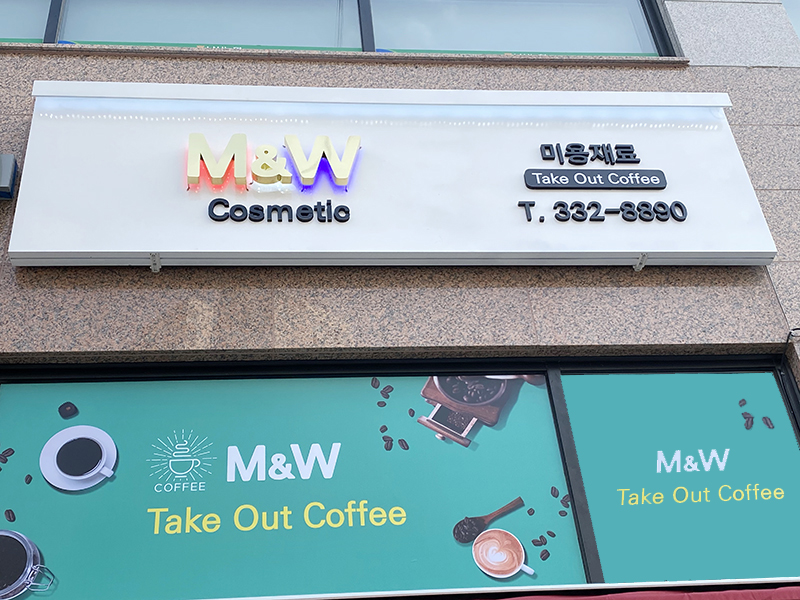 M&W
Cosmetic
미용재료
Take Out Coffee
T. 332-8890
COFFEE
M&W
Take Out Coffee
M&W
Take Out Coffee